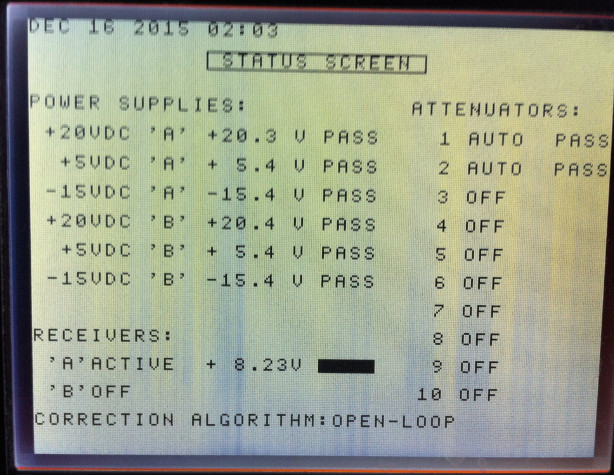 DEC 16 2015 02:03
STATUS SCREEN
POWER SUPPLIES:
+20VDC 'A' +20.3 V PASS
+5VDC 'A' + 5.4 V PASS
-15VDC 'A' -15.4 V PASS
+20VDC 'B' +20.4 V PASS
+5VDC 'B' + 5.4 V PASS
-15VDC 'B' -15.4 V PASS
RECEIVERS:
'A'ACTIVE + 8.23V
'B'OFF
ATTENUATORS:
1 AUTO PASS
2 AUTO PASS
3 OFF
4 OFF
5 OFF
6 OFF
7 OFF
8 OFF
9 OFF
10 OFF
CORRECTION ALGORITHM:OPEN-LOOP